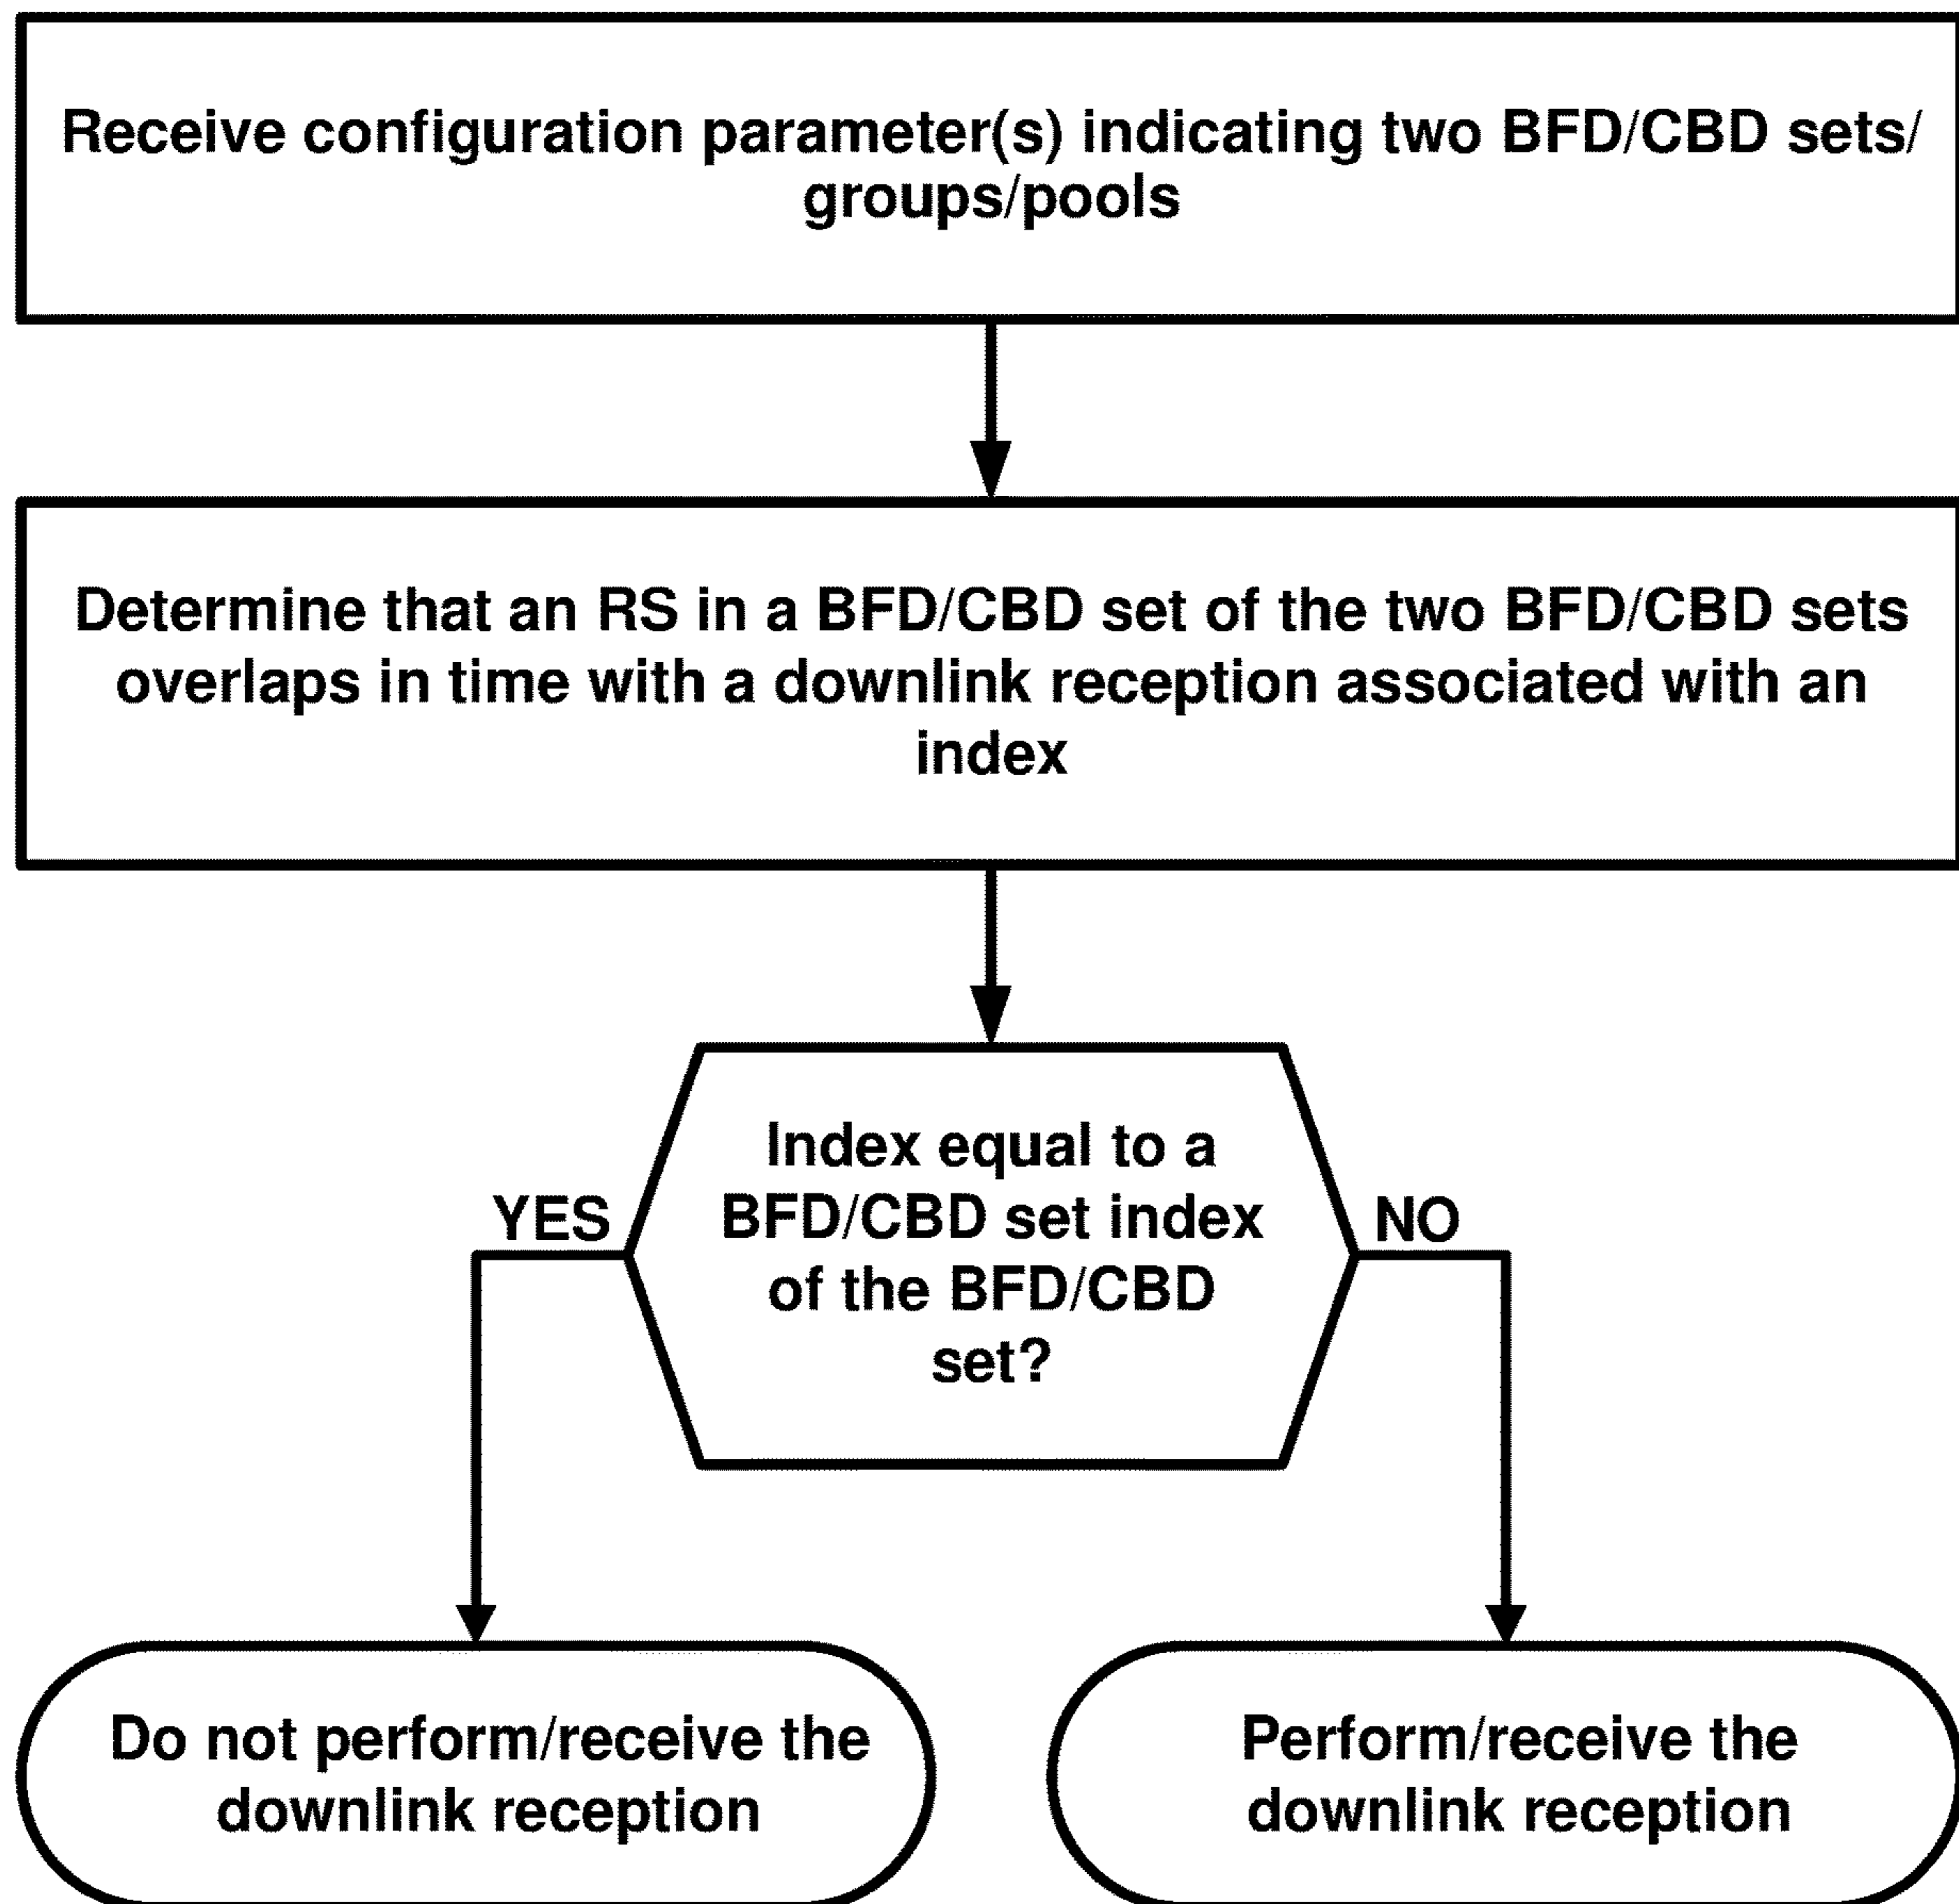 Receive configuration parameter(s) indicating two BFD/CBD sets/
groups/pools
Determine that an RS in a BFD/CBD set of the two BFD/CBD sets
overlaps in time with a downlink reception associated with an
index
Index equal to a
BFD/CBD set index
of the BFD/CBD
set?
YES
NO
Do not perform/receive the
downlink reception
Perform/receive the
downlink reception